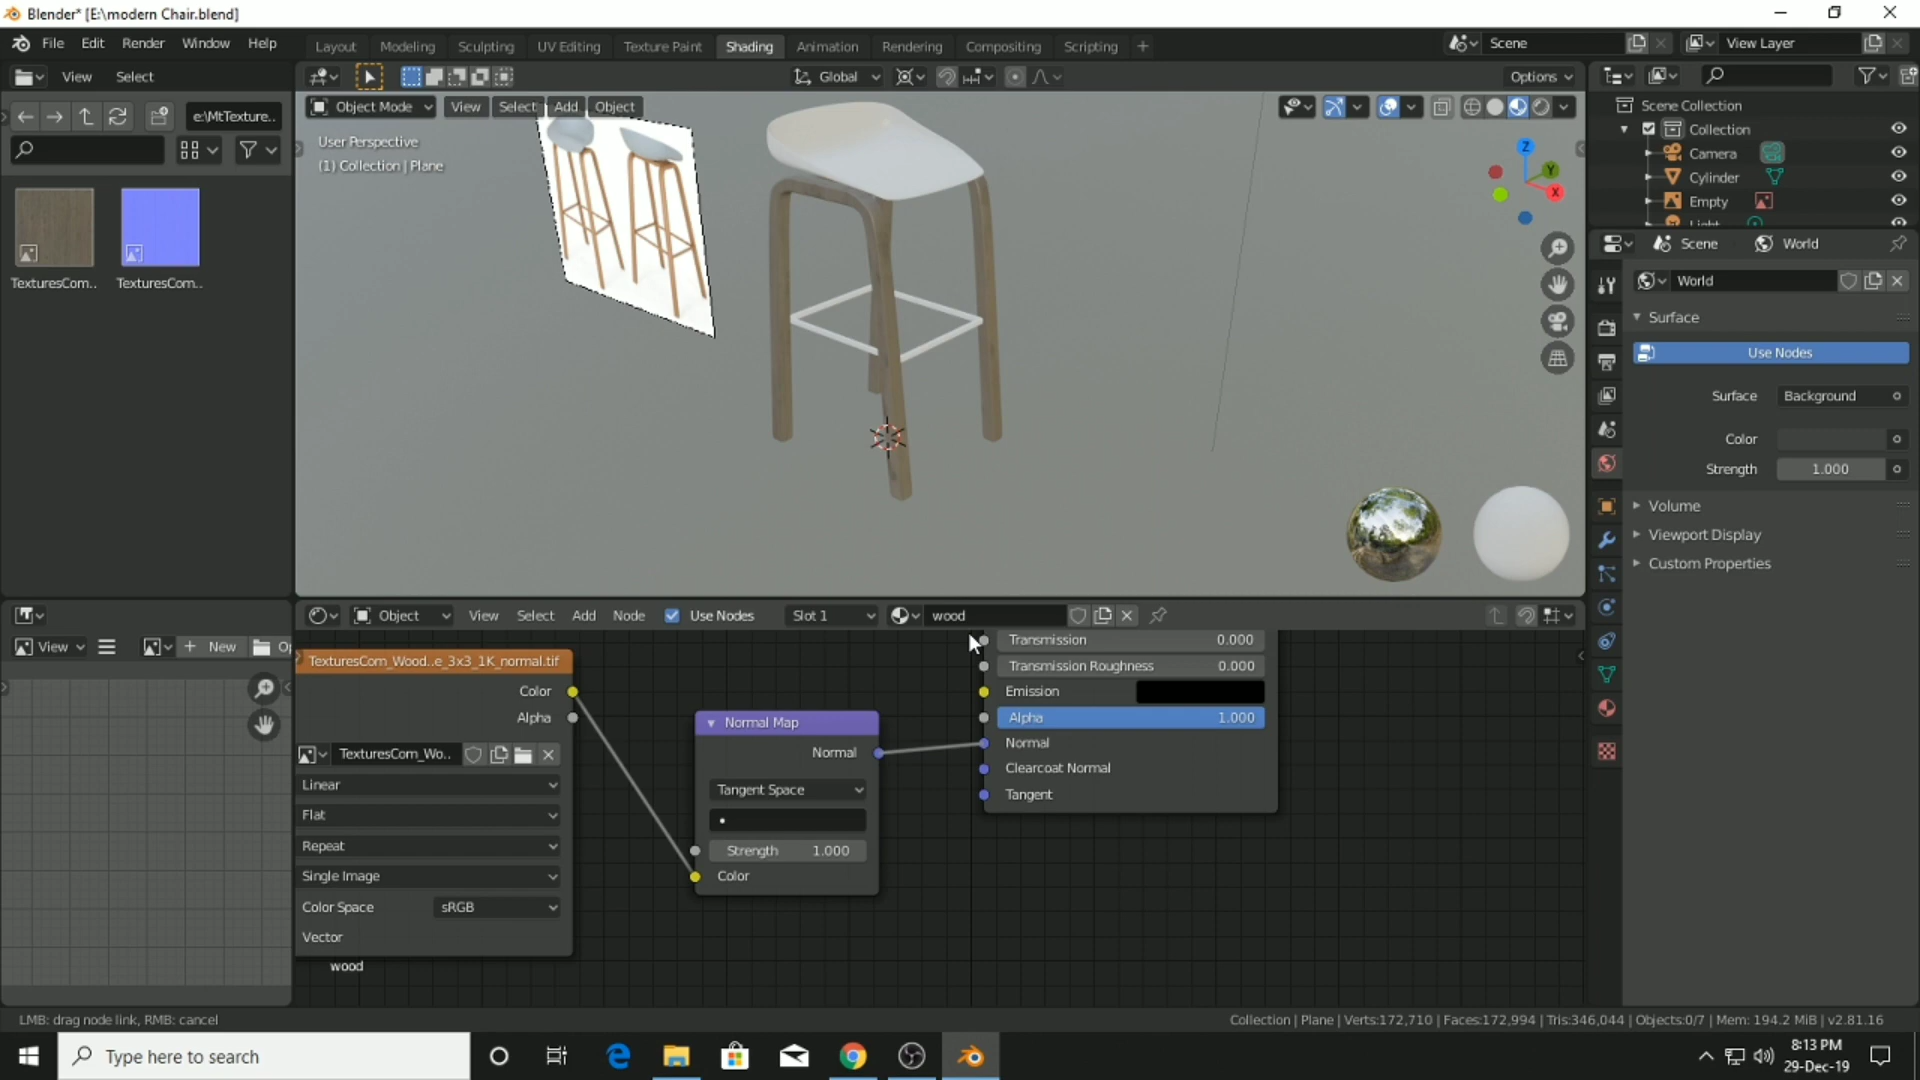 Blender* [E:\modern Chair.blend]
File Edit Render Window Help
Layout Modeling Sculpting UV Editing Texture Paint Shading Animation Rendering Compositing Scripting +
Scene
View Layer
View Select
Global
Options
e:\MtTexture..
Object Mode View Select Add Object
User Perspective
(1) Collection | Plane
Z
Y
X
Scene Collection
Collection
Camera
Cylinder
Empty
Light
TexturesCom.. TexturesCom..
Scene World
World
Surface
Use Nodes
Surface Background
Color
Strength 1.000
Volume
Viewport Display
Custom Properties
Object View Select Add Node Use Nodes Slot 1 wood
View + New Op
TexturesCom_Wood..e_3x3_1K_normal.tif
Color
Alpha
TexturesCom_Wo..
Linear
Flat
Repeat
Single Image
Color Space sRGB
Vector
wood
Normal Map
Normal
Tangent Space
Strength 1.000
Color
Transmission 0.000
Transmission Roughness 0.000
Emission
Alpha 1.000
Normal
Clearcoat Normal
Tangent
LMB: drag node link, RMB: cancel
Collection | Plane | Verts:172,710 | Faces:172,994 | Tris:346,044 | Objects:0/7 | Mem: 194.2 MiB | v2.81.16
Type here to search
8:13 PM
29-Dec-19